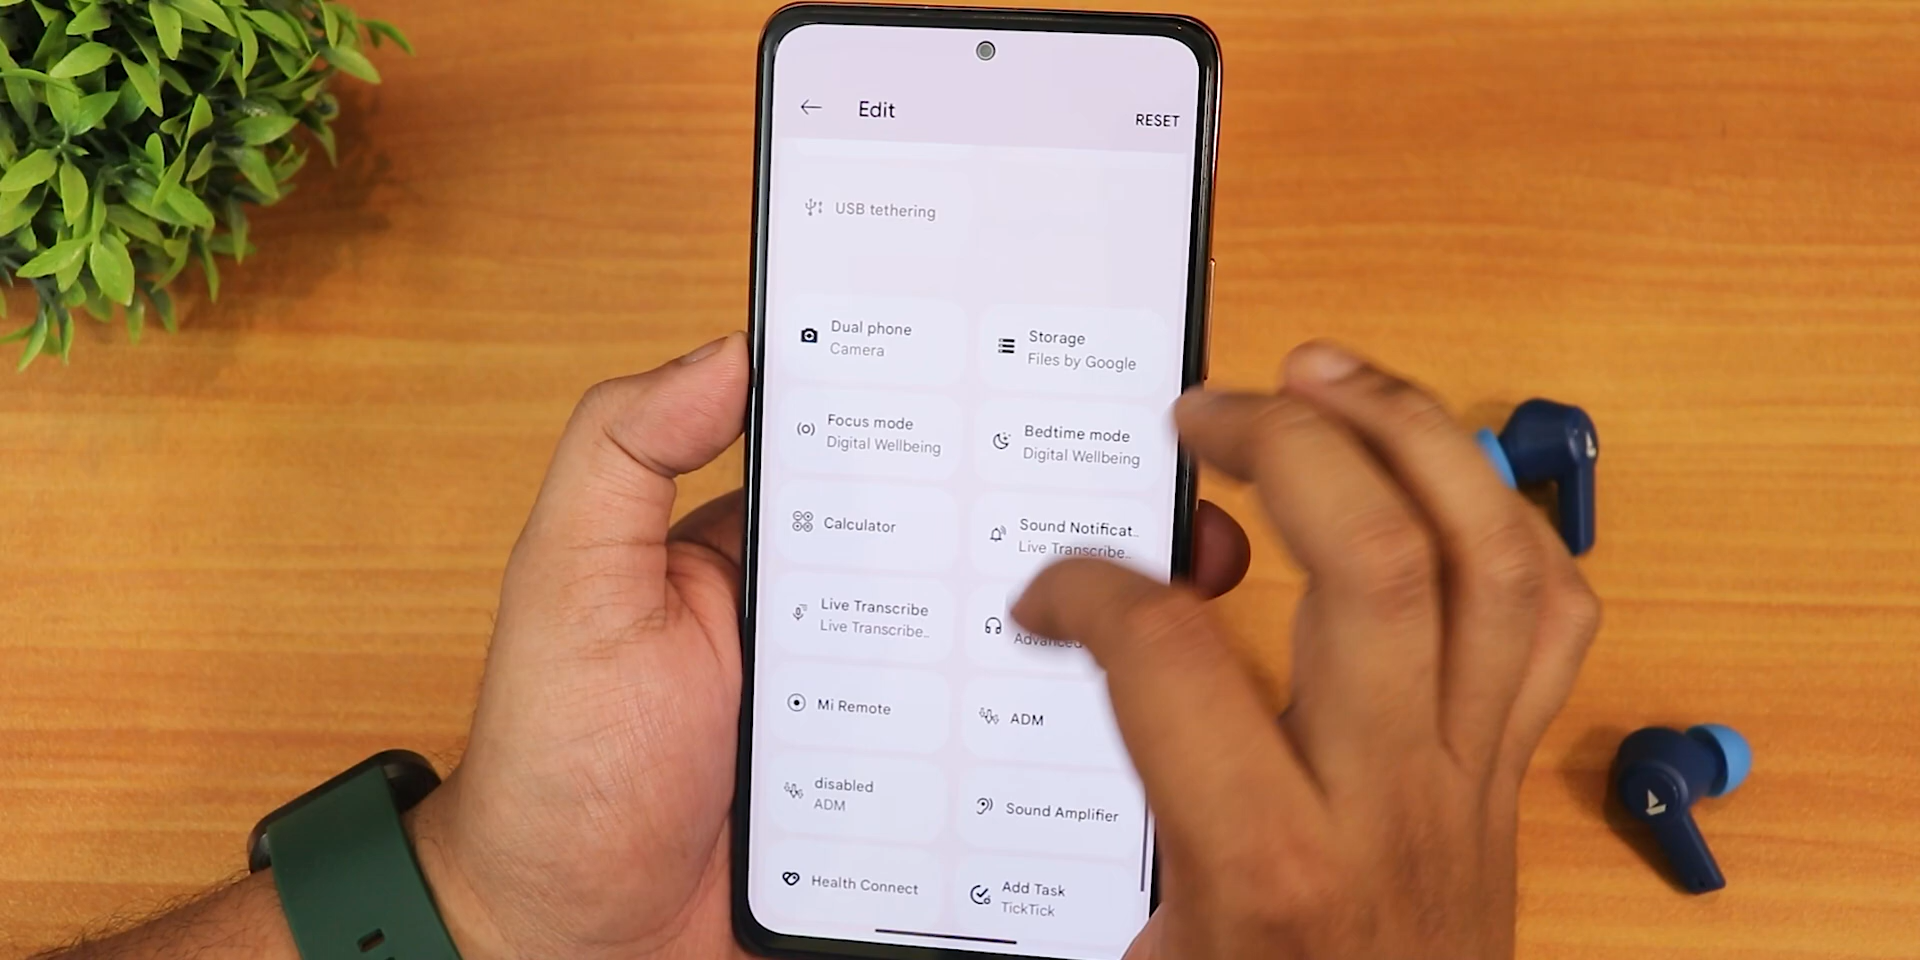 Edit
RESET
USB tethering
Dual phone
Camera
Storage
Files by Google
Focus mode
Digital Wellbeing
Bedtime mode
Digital Wellbeing
Calculator
Sound Notificat..
Live Transcribe..
Live Transcribe
Live Transcribe..
Advanced
Mi Remote
ADM
disabled
ADM
Sound Amplifier
Health Connect
Add Task
TickTick